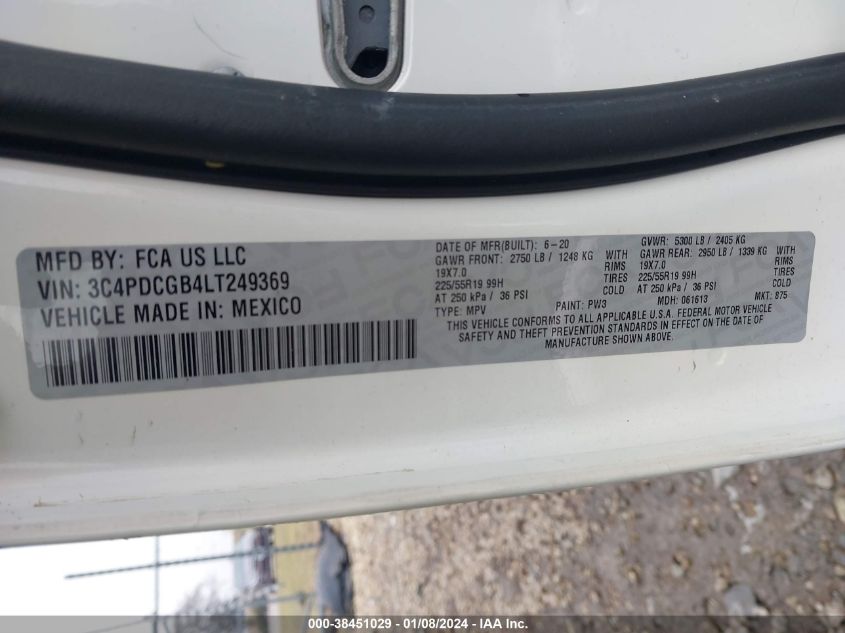 MFD BY: FCA US LLC
VIN: 3C4PDCGB4LT249369
VEHICLE MADE IN: MEXICO
DATE OF MFR(BUILT): 6-20 GVWR: 5300 LB / 2405 KG
GAWR FRONT: 2750 LB / 1248 KG WITH GAWR REAR: 2950 LB / 1339 KG WITH
19X7.0 RIMS 19X7.0 RIMS
225/55R19 99H TIRES 225/55R19 99H TIRES
AT 250 kPa / 36 PSI COLD AT 250 kPa / 36 PSI COLD
TYPE: MPV PAINT: PW3 MDH: 061613 MKT: 875
THIS VEHICLE CONFORMS TO ALL APPLICABLE U.S.A. FEDERAL MOTOR VEHICLE
SAFETY AND THEFT PREVENTION STANDARDS IN EFFECT ON THE DATE OF
MANUFACTURE SHOWN ABOVE.
000-38451029 - 01/08/2024 - IAA Inc.